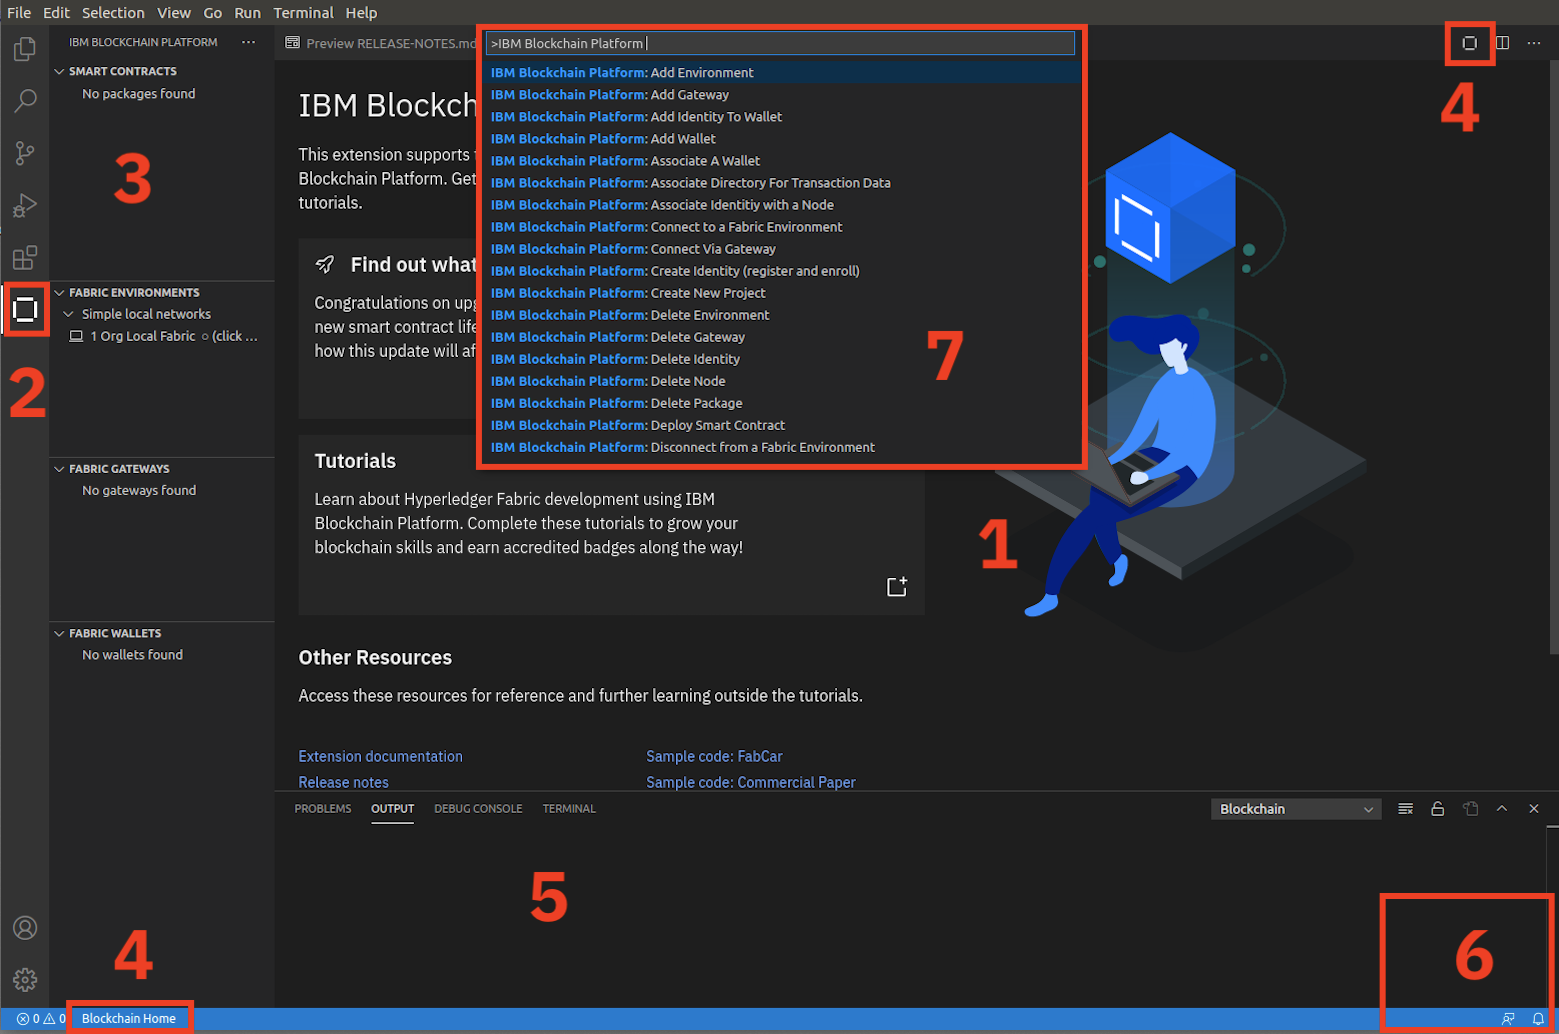 File Edit Selection View Go Run Terminal Help
IBM BLOCKCHAIN PLATFORM ···
SMART CONTRACTS
No packages found
3
FABRIC ENVIRONMENTS
Simple local networks
1 Org Local Fabric ○ (click ...
2
FABRIC GATEWAYS
No gateways found
FABRIC WALLETS
No wallets found
4
Preview RELEASE-NOTES.md
>IBM Blockchain Platform
IBM Blockchain Platform: Add Environment
IBM Blockchain Platform: Add Gateway
IBM Blockchain Platform: Add Identity To Wallet
IBM Blockchain Platform: Add Wallet
IBM Blockchain Platform: Associate A Wallet
IBM Blockchain Platform: Associate Directory For Transaction Data
IBM Blockchain Platform: Associate Identitiy with a Node
IBM Blockchain Platform: Connect to a Fabric Environment
IBM Blockchain Platform: Connect Via Gateway
IBM Blockchain Platform: Create Identity (register and enroll)
IBM Blockchain Platform: Create New Project
IBM Blockchain Platform: Delete Environment
IBM Blockchain Platform: Delete Gateway
IBM Blockchain Platform: Delete Identity
IBM Blockchain Platform: Delete Node
IBM Blockchain Platform: Delete Package
IBM Blockchain Platform: Deploy Smart Contract
IBM Blockchain Platform: Disconnect from a Fabric Environment
7
4
IBM Blockch
This extension supports
Blockchain Platform. Get
tutorials.
Find out what
Congratulations on upg
new smart contract life
how this update will af
Tutorials
Learn about Hyperledger Fabric development using IBM
Blockchain Platform. Complete these tutorials to grow your
blockchain skills and earn accredited badges along the way!
1
Other Resources
Access these resources for reference and further learning outside the tutorials.
Extension documentation Sample code: FabCar
Release notes Sample code: Commercial Paper
PROBLEMS OUTPUT DEBUG CONSOLE TERMINAL Blockchain
5
6
0 0 Blockchain Home